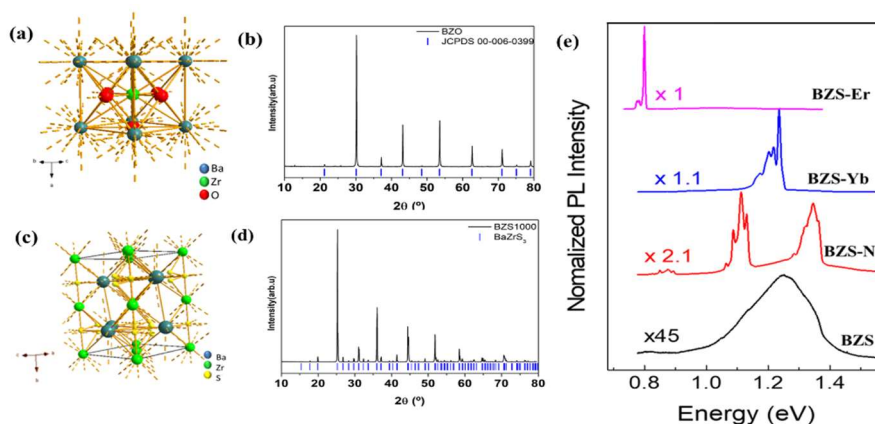 (a)
b
c
a
Ba
Zr
O
(b)
BZO
JCPDS 00-006-0399
Intensity(arb.u)
10 20 30 40 50 60 70 80
2θ (º)
(c)
Ba
Zr
S
(d)
BZS1000
BaZrS3
Intensity(arb.u)
10 20 30 40 50 60 70 80
2θ (º)
(e)
Nomalized PL Intensity
x 1
BZS-Er
x 1.1
BZS-Yb
x 2.1
BZS-N
x45
BZS
0.8 1.0 1.2 1.4
Energy (eV)